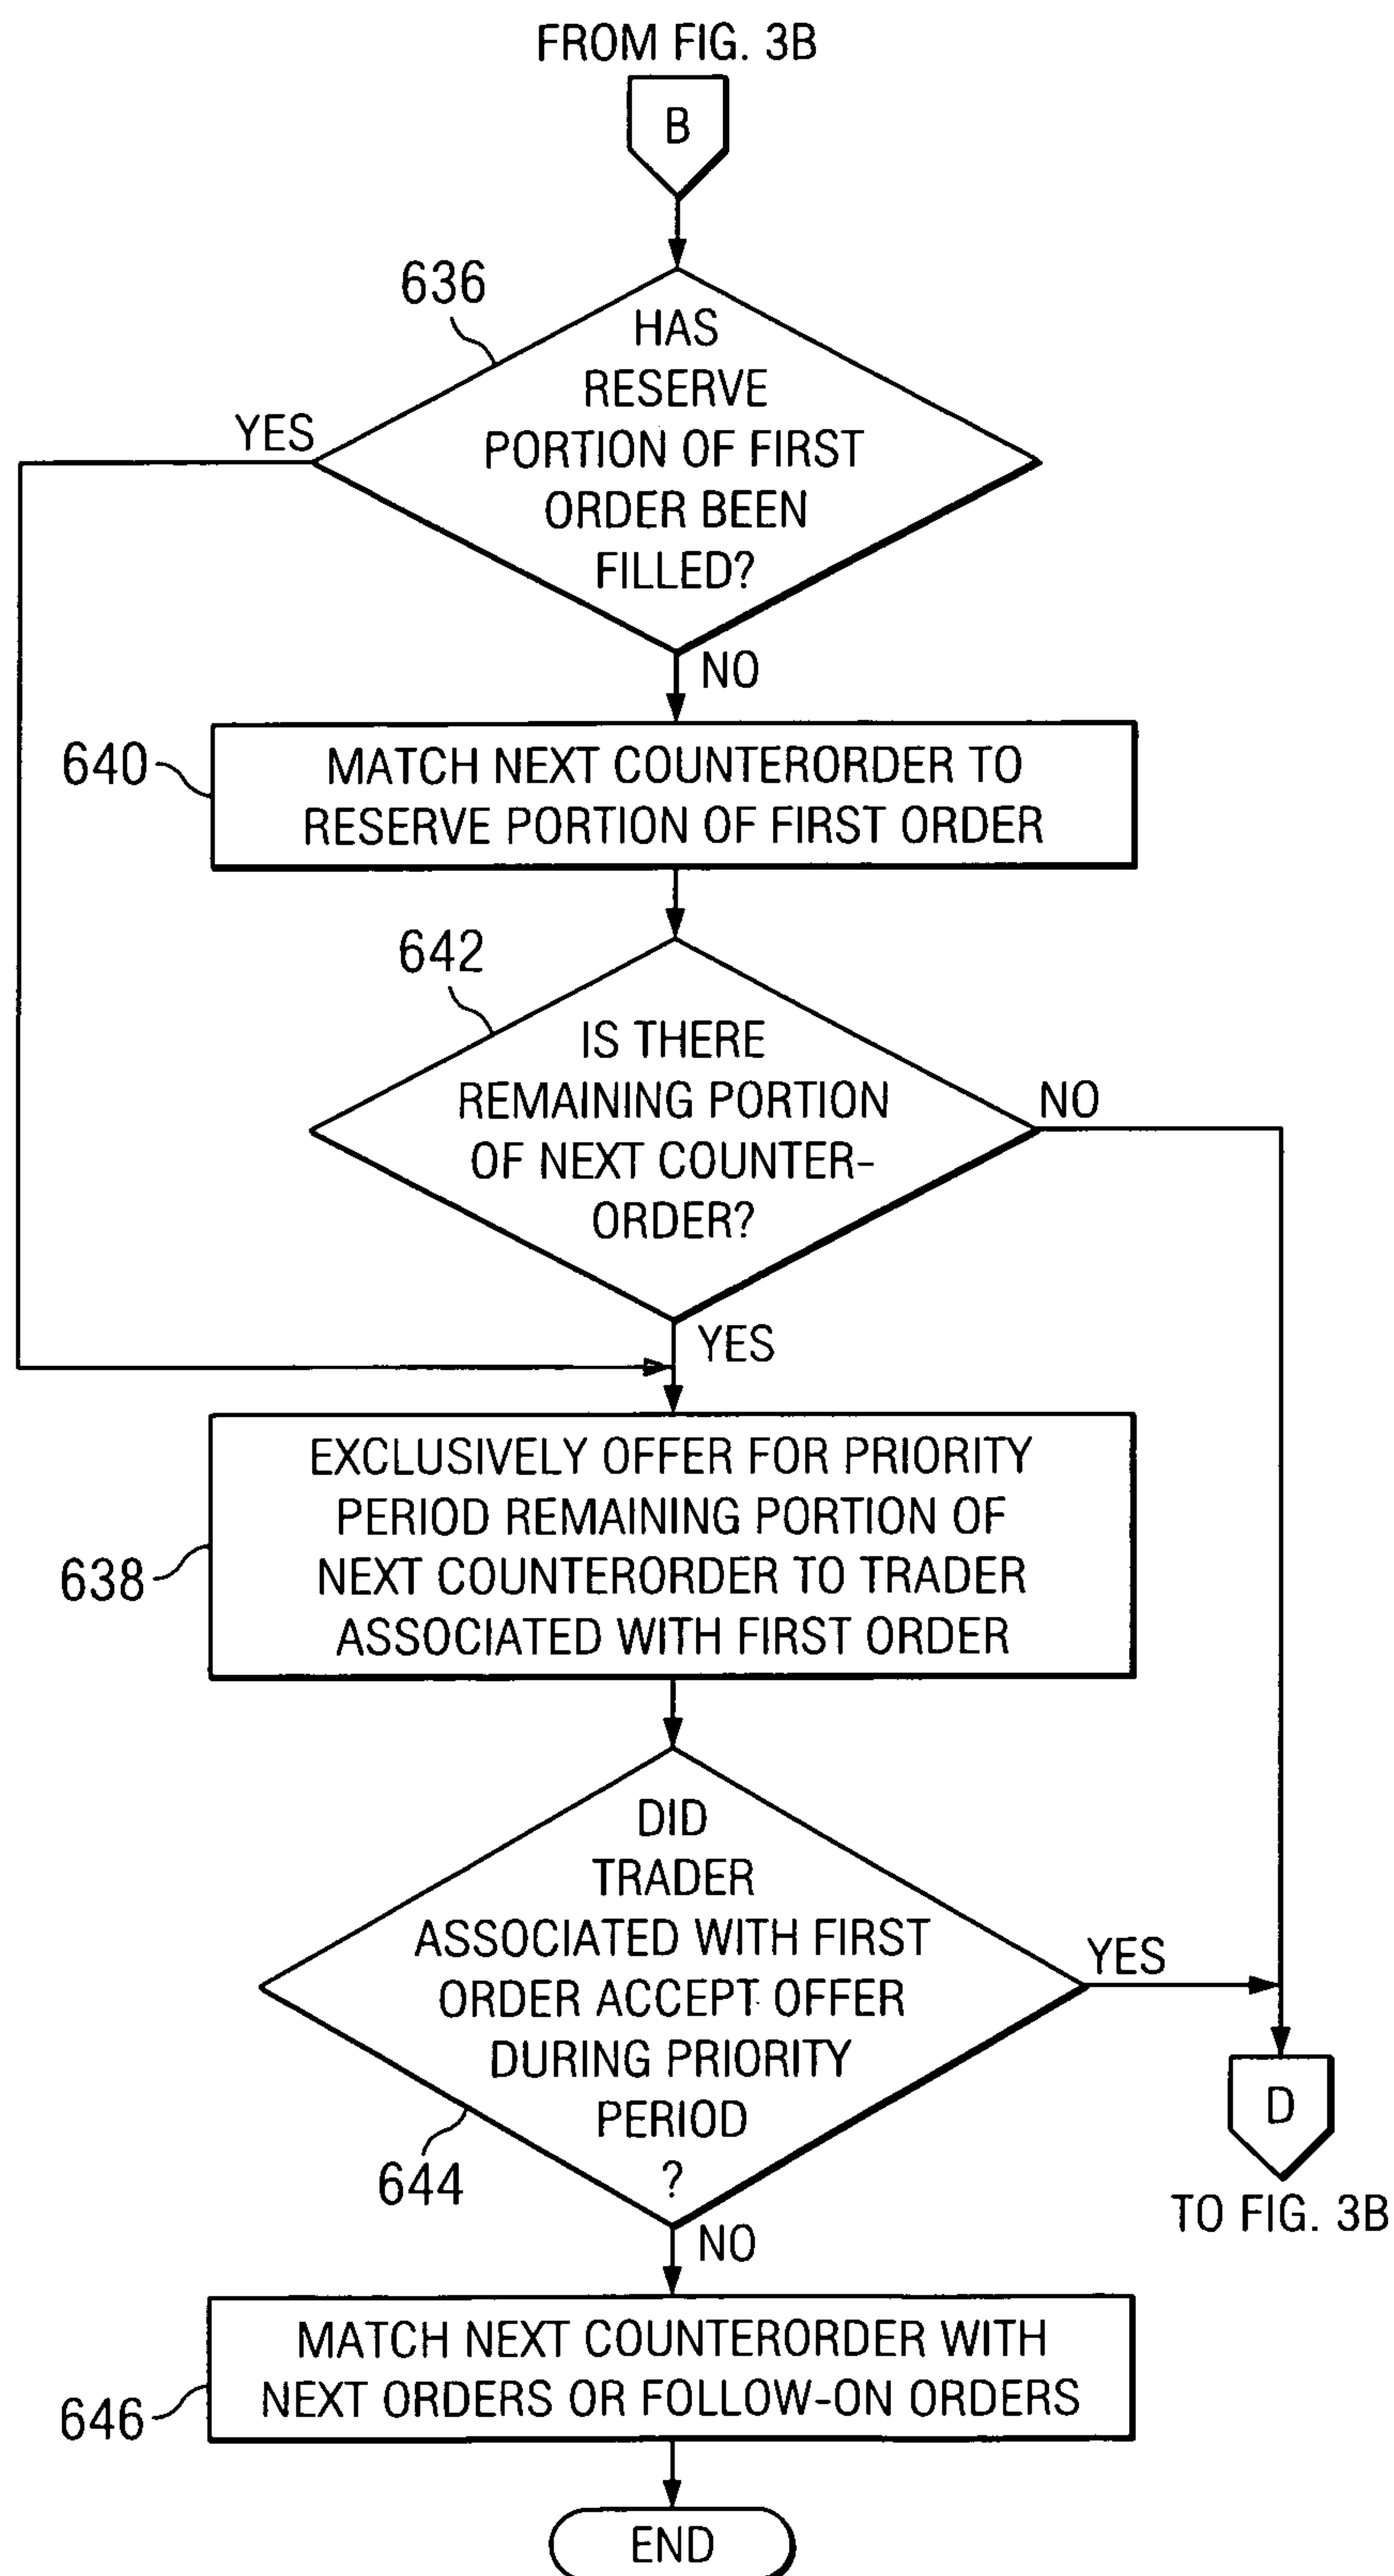 FROM FIG. 3B
B
636
HAS
RESERVE
PORTION OF FIRST
ORDER BEEN
FILLED?
YES
NO
640
MATCH NEXT COUNTERORDER TO
RESERVE PORTION OF FIRST ORDER
642
IS THERE
REMAINING PORTION
OF NEXT COUNTER-
ORDER?
NO
YES
638
EXCLUSIVELY OFFER FOR PRIORITY
PERIOD REMAINING PORTION OF
NEXT COUNTERORDER TO TRADER
ASSOCIATED WITH FIRST ORDER
DID
TRADER
ASSOCIATED WITH FIRST
ORDER ACCEPT OFFER
DURING PRIORITY
PERIOD
?
YES
644
D
TO FIG. 3B
NO
646
MATCH NEXT COUNTERORDER WITH
NEXT ORDERS OR FOLLOW-ON ORDERS
END